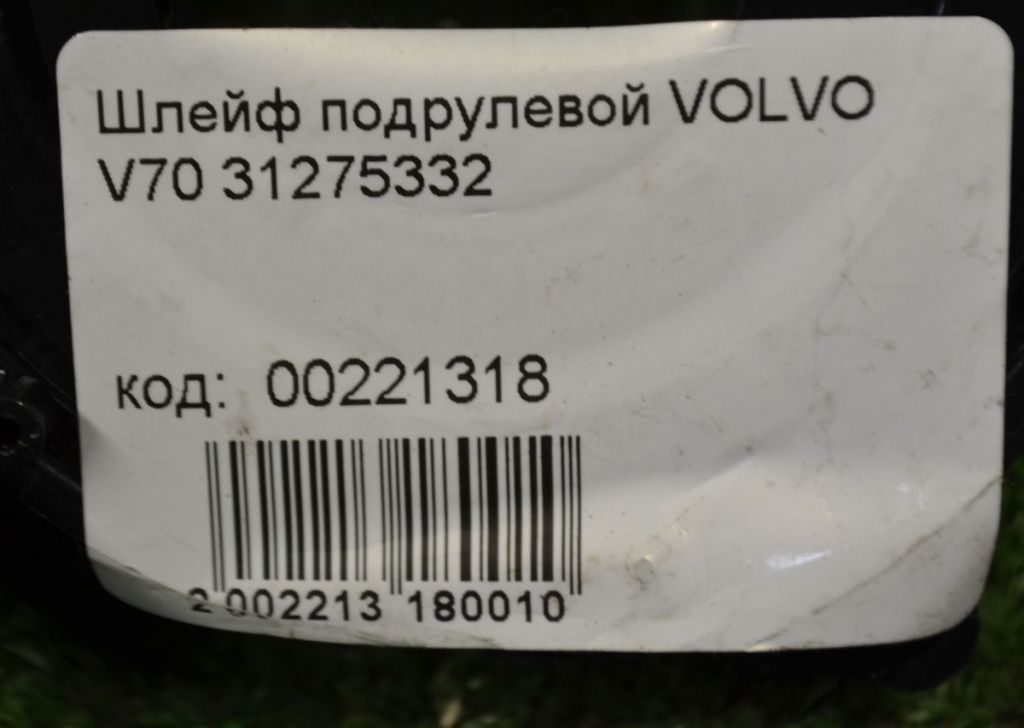 Шлейф подрулевой VOLVO
V70 31275332
код: 00221318
2 002213 180010